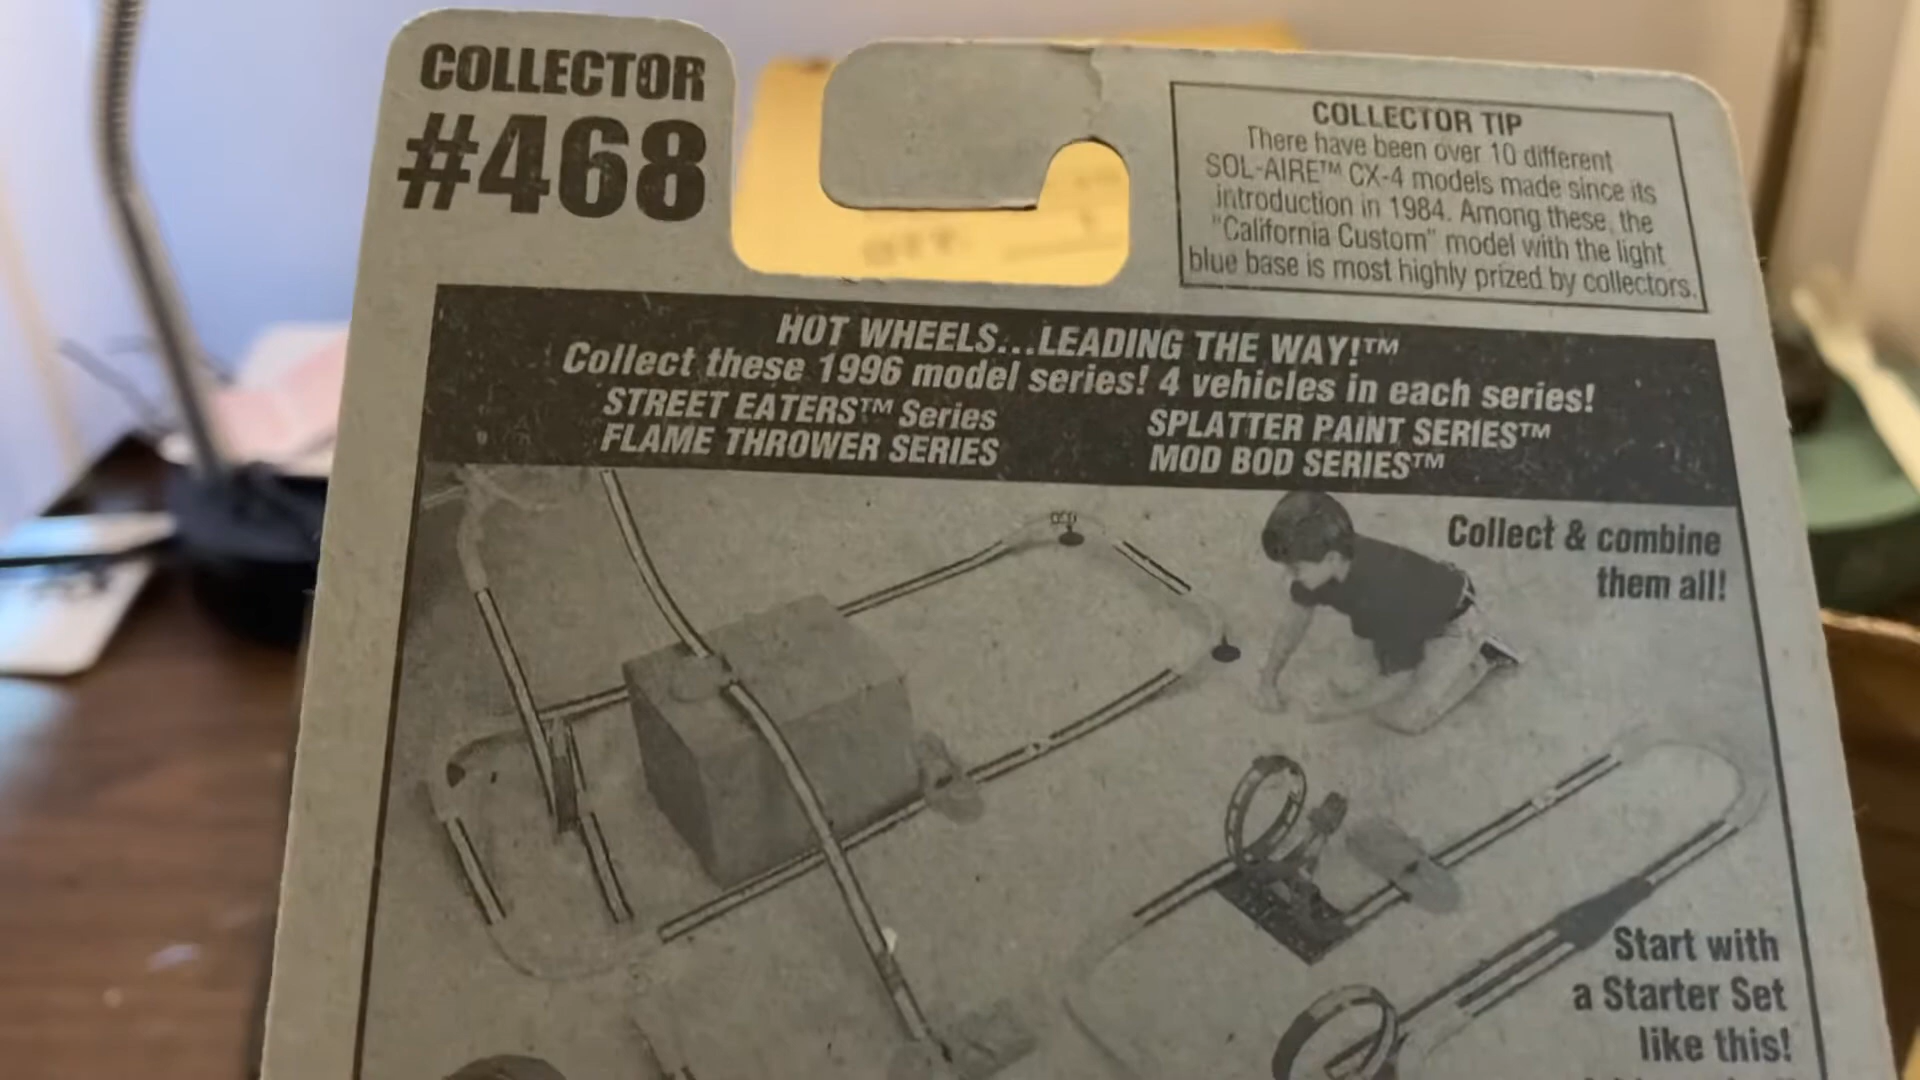 COLLECTOR
#468
COLLECTOR TIP
There have been over 10 different
SOL-AIRE™ CX-4 models made since its
introduction in 1984. Among these, the
"California Custom" model with the light
blue base is most highly prized by collectors.
HOT WHEELS...LEADING THE WAY!™
Collect these 1996 model series! 4 vehicles in each series!
STREET EATERS™ Series
FLAME THROWER SERIES
SPLATTER PAINT SERIES™
MOD BOD SERIES™
Collect & combine
them all!
Start with
a Starter Set
like this!